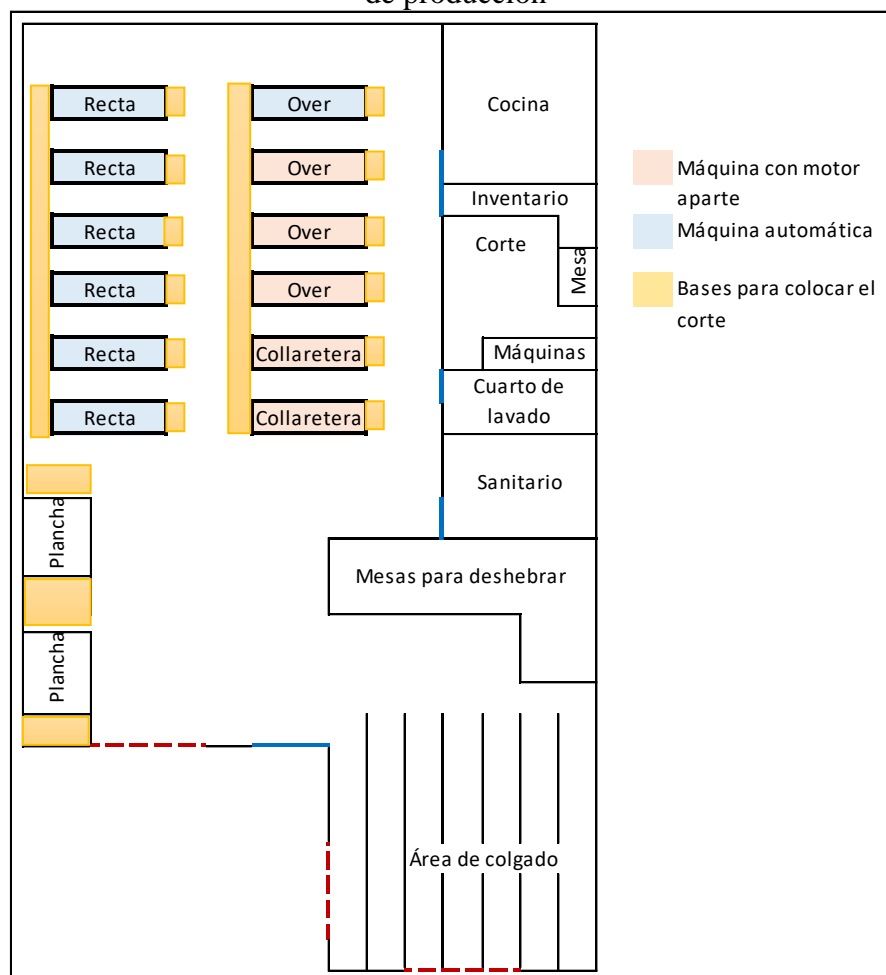 de producción
Recta
Over
Cocina
Recta
Over
Inventario
Recta
Over
Corte
Mesa
Recta
Over
Recta
Collaretera
Máquinas
Recta
Collaretera
Cuarto de
lavado
Sanitario
Plancha
Mesas para deshebrar
Plancha
Área de colgado
Máquina con motor
aparte
Máquina automática
Bases para colocar el
corte